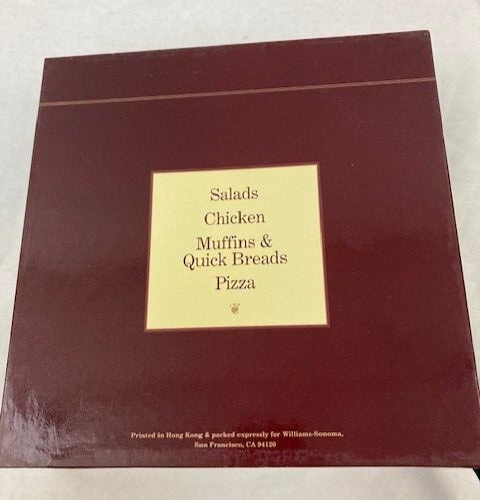 Salads
Chicken
Muffins &
Quick Breads
Pizza
Printed in Hong Kong & packed expressly for Williams-Sonoma,
San Francisco, CA 94120